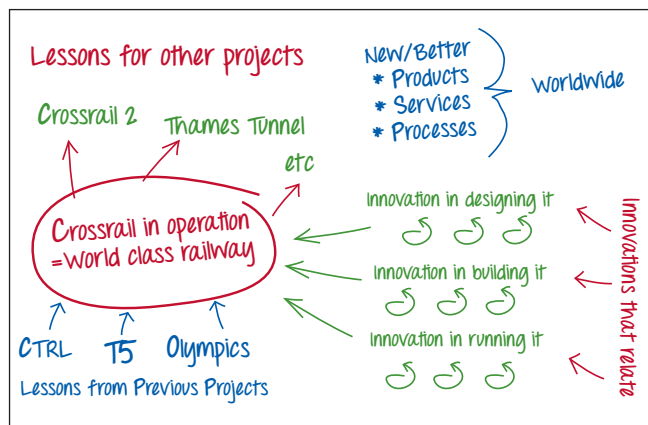 Lessons for other projects
Crossrail 2
Thames Tunnel
etc
Crossrail in operation
=World class railway
CTRL
T5
Olympics
Lessons from Previous Projects
New/Better
* Products
* Services
* Processes
Worldwide
Innovation in designing it
Innovation in building it
Innovation in running it
Innovations that relate